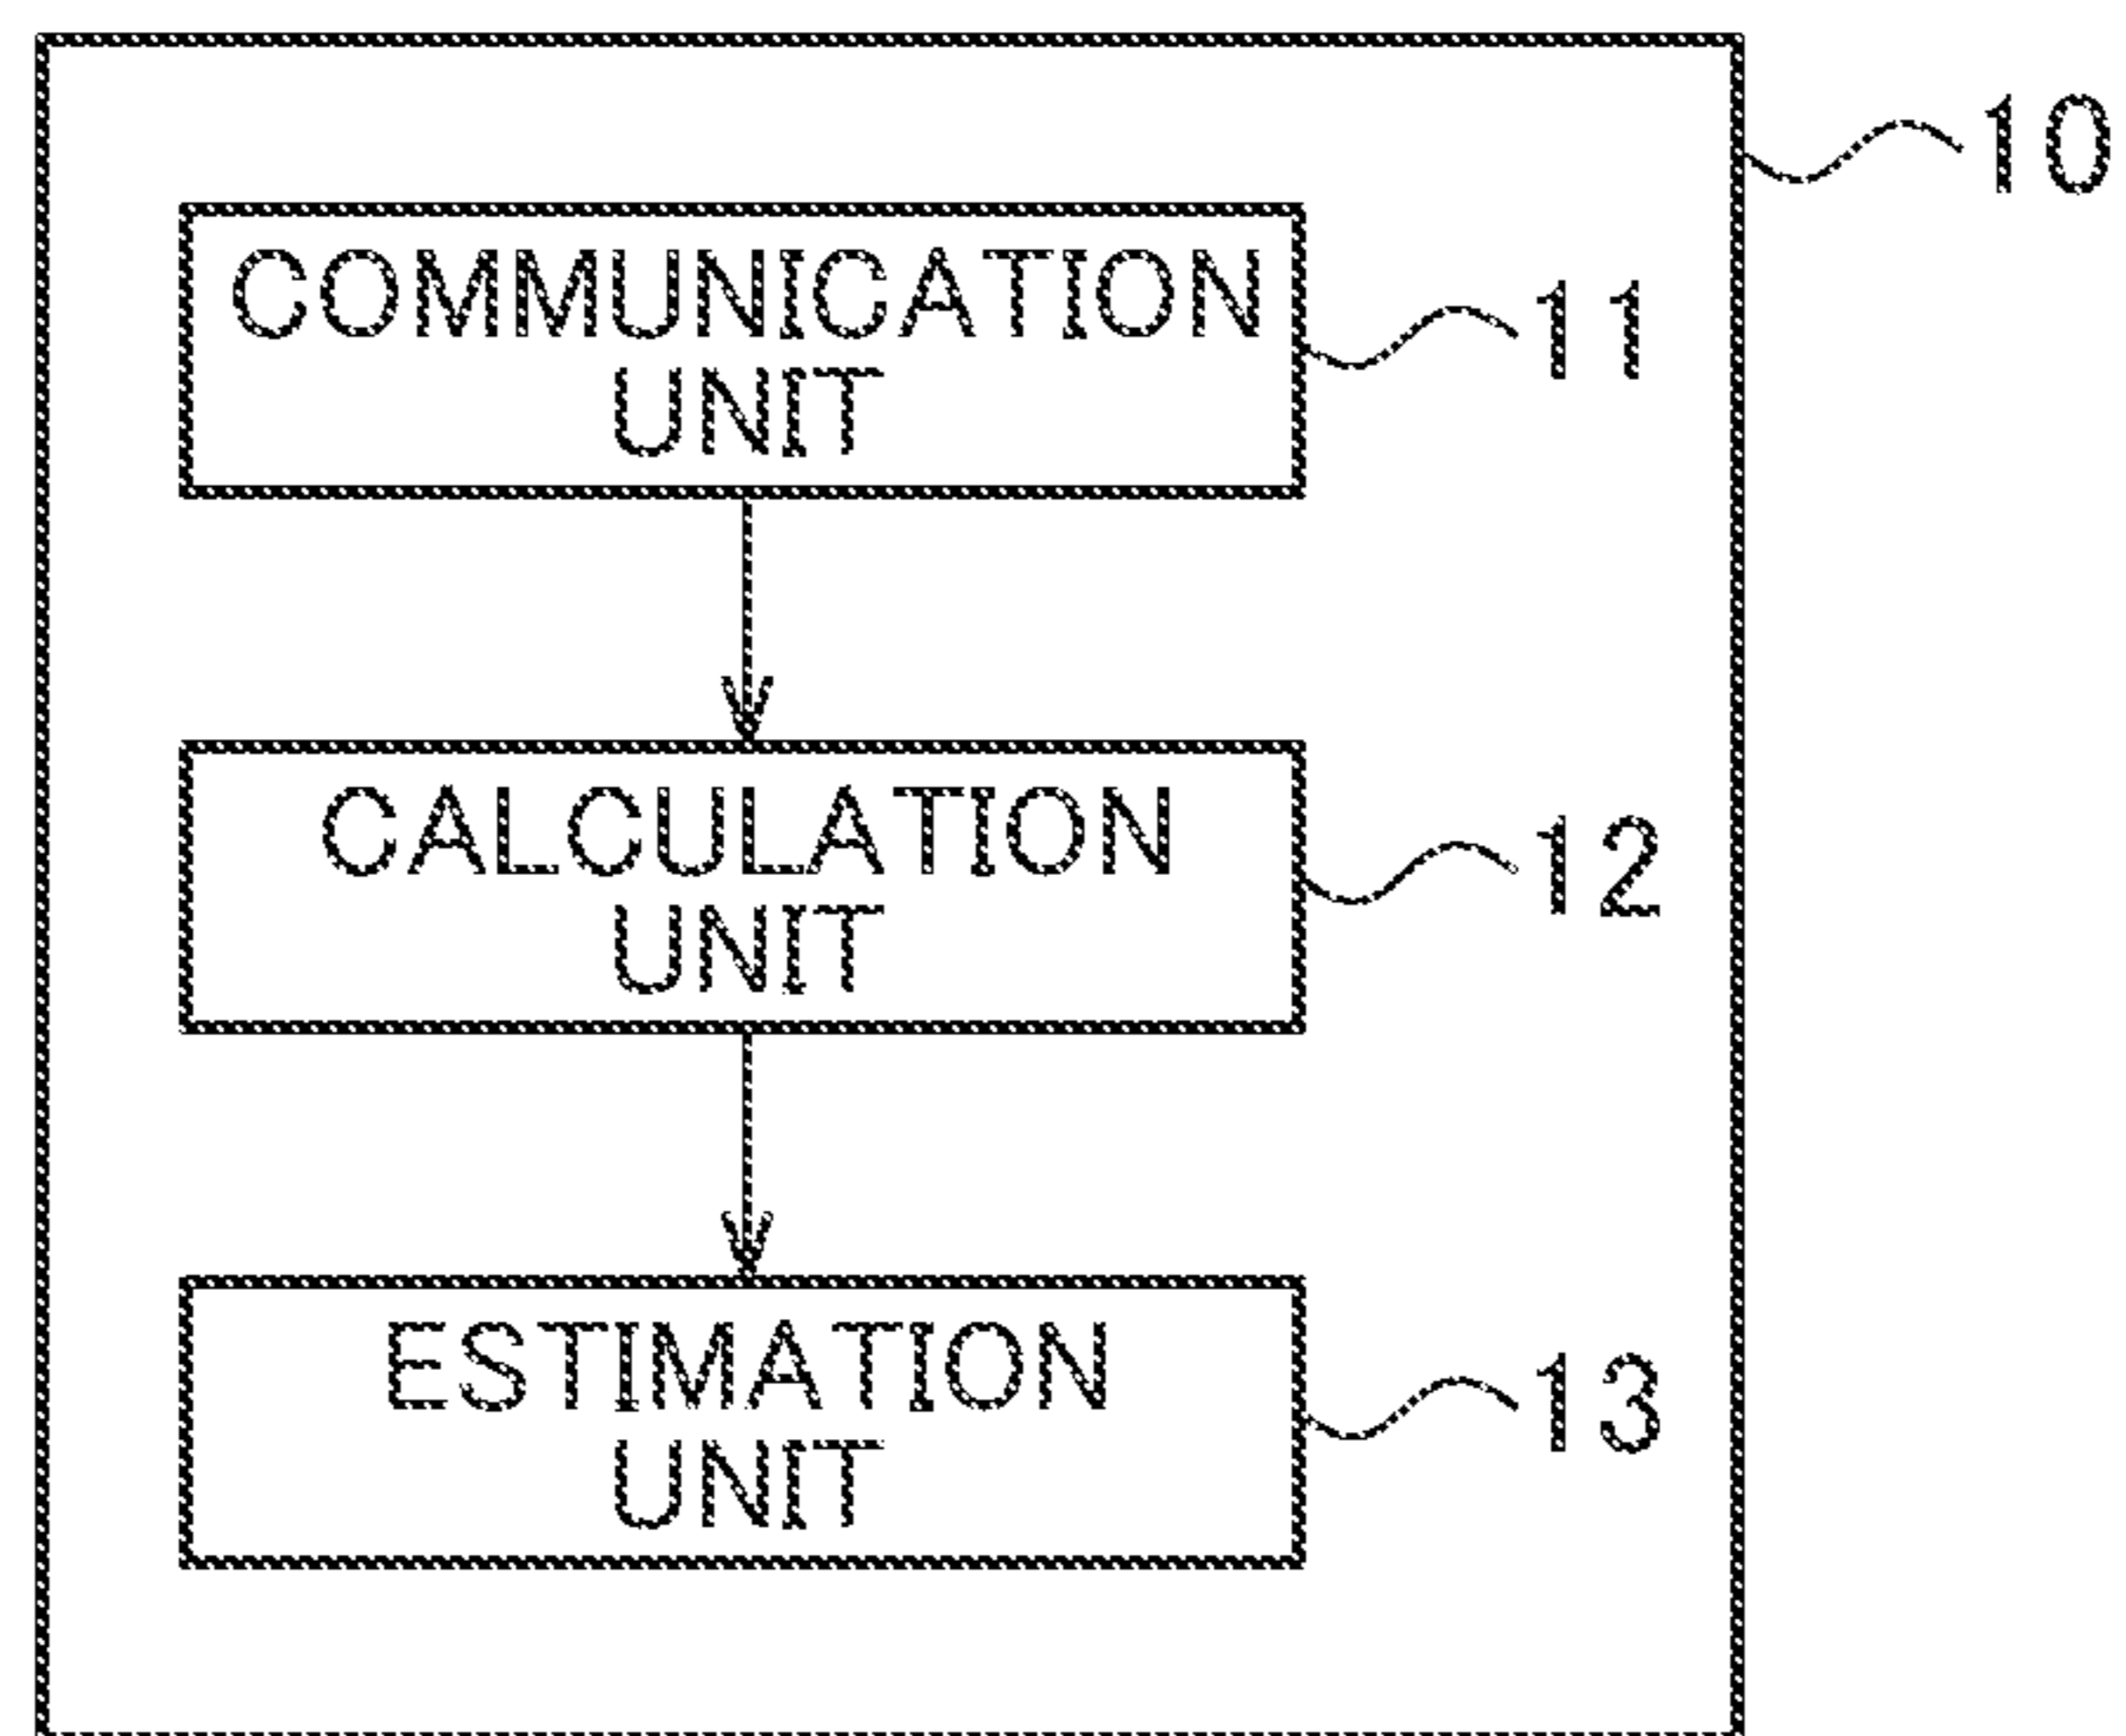 10
COMMUNICATION
UNIT
11
CALCULATION
UNIT
12
ESTIMATION
UNIT
13